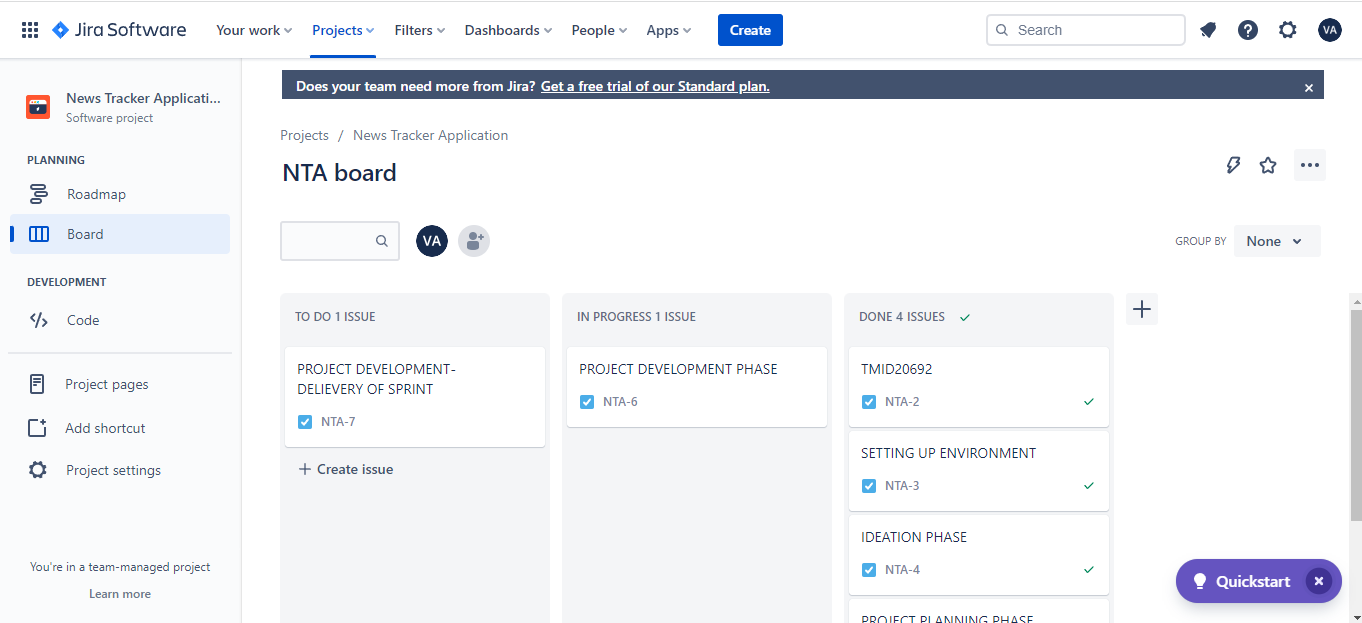 Jira Software
Your work
Projects
Filters
Dashboards
People
Apps
Create
Search
VA
News Tracker Applicati...
Software project
PLANNING
Roadmap
Board
DEVELOPMENT
Code
Project pages
Add shortcut
Project settings
You're in a team-managed project
Learn more
Does your team need more from Jira? Get a free trial of our Standard plan.
Projects / News Tracker Application
NTA board
VA
GROUP BY
None
TO DO 1 ISSUE
PROJECT DEVELOPMENT-
DELIEVERY OF SPRINT
NTA-7
Create issue
IN PROGRESS 1 ISSUE
PROJECT DEVELOPMENT PHASE
NTA-6
DONE 4 ISSUES
TMID20692
NTA-2
SETTING UP ENVIRONMENT
NTA-3
IDEATION PHASE
NTA-4
PROJECT PLANNING PHASE
Quickstart